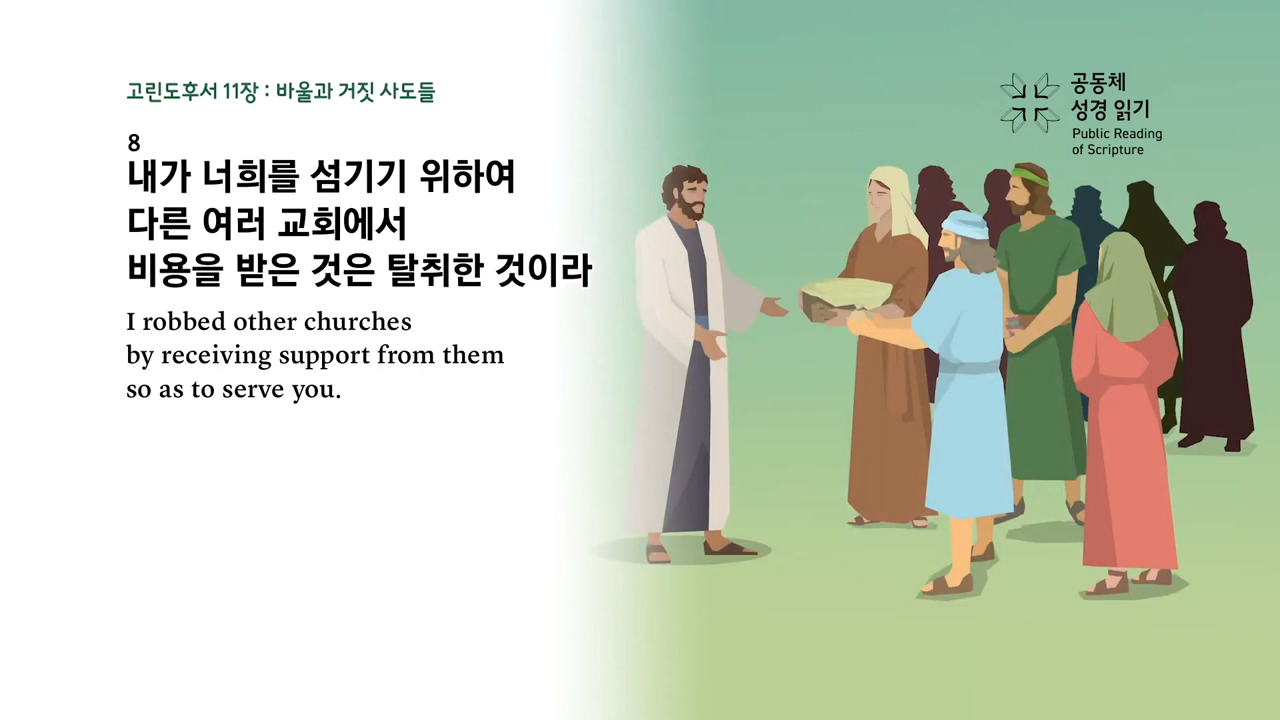 고린도후서 11장 : 바울과 거짓 사도들
공동체
성경 읽기
Public Reading
of Scripture
8
내가 너희를 섬기기 위하여
다른 여러 교회에서
비용을 받은 것은 탈취한 것이라
I robbed other churches
by receiving support from them
so as to serve you.